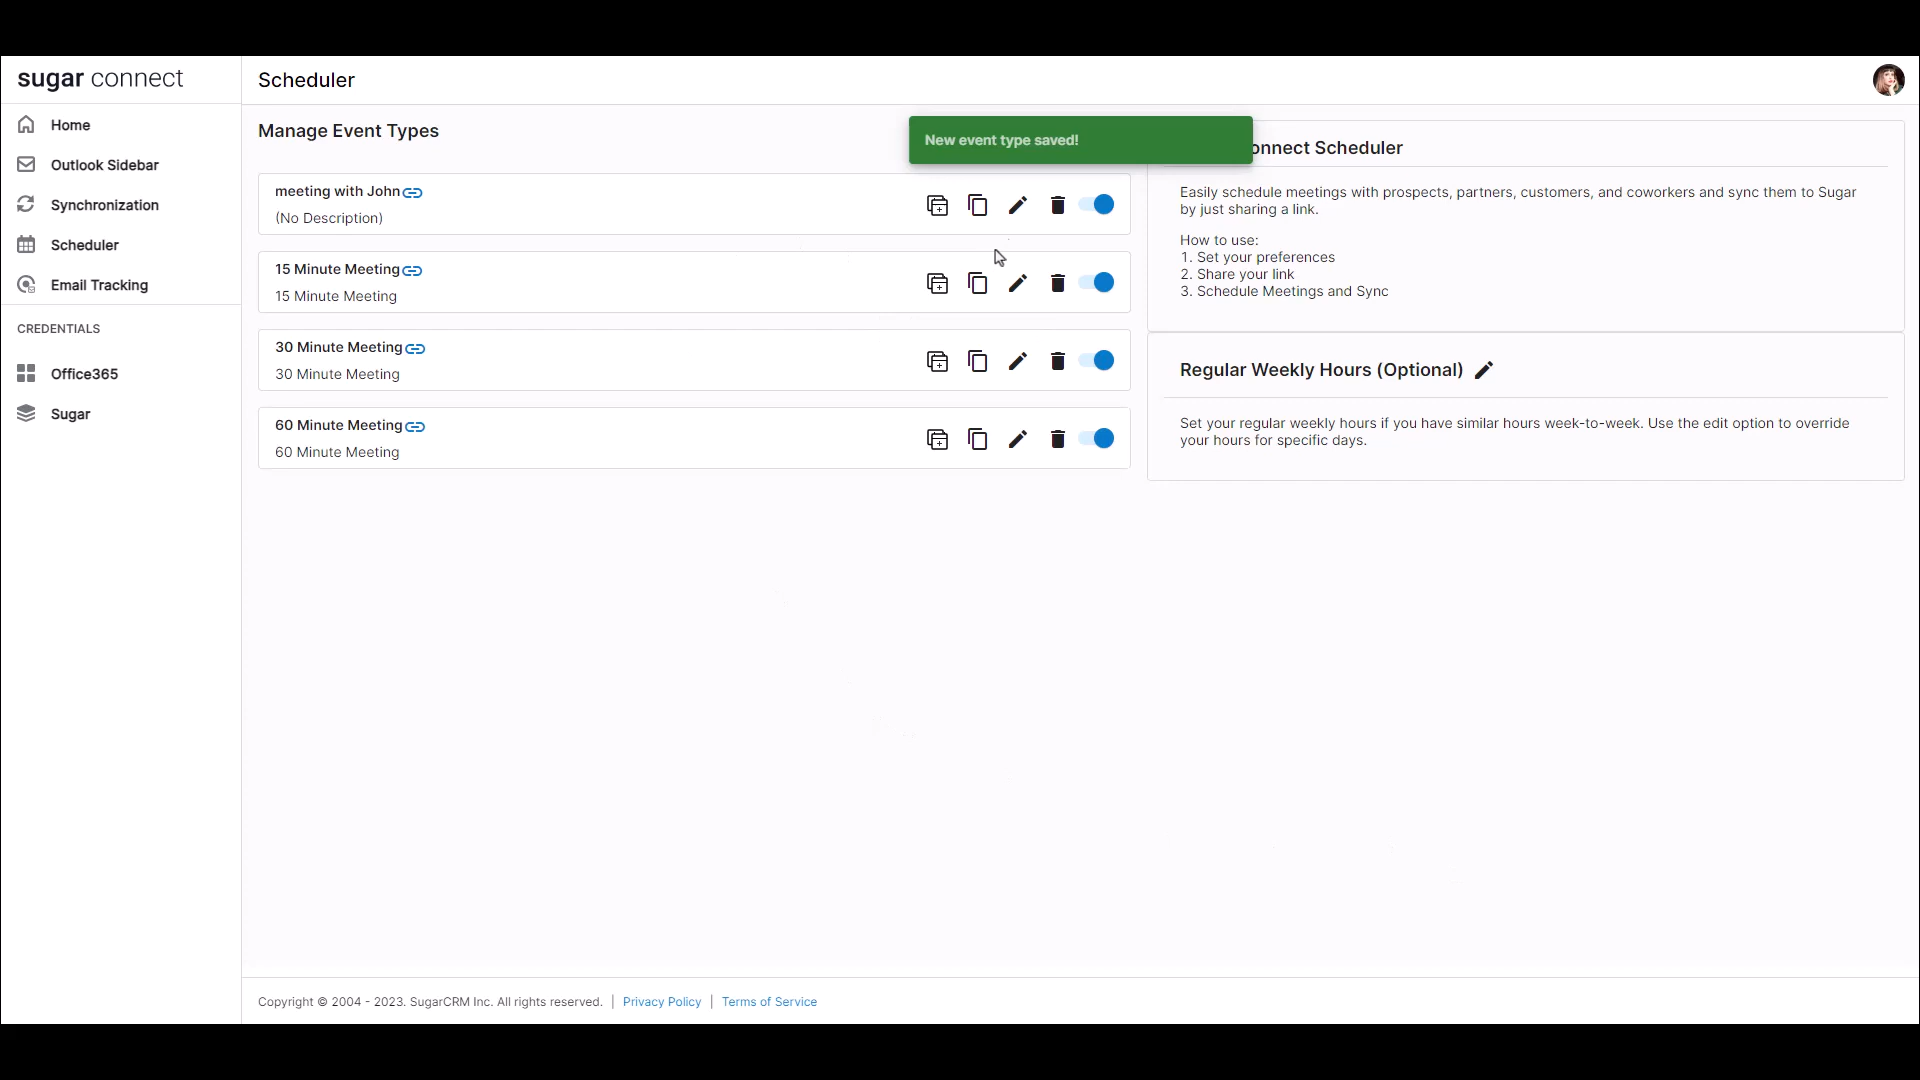 sugar connect
Scheduler
Home
Outlook Sidebar
Synchronization
Scheduler
Email Tracking
CREDENTIALS
Office365
Sugar
Manage Event Types
New event type saved!
meeting with John
(No Description)
15 Minute Meeting
15 Minute Meeting
30 Minute Meeting
30 Minute Meeting
60 Minute Meeting
60 Minute Meeting
Scheduler
Easily schedule meetings with prospects, partners, customers, and coworkers and sync them to Sugar
by just sharing a link.
How to use:
1. Set your preferences
2. Share your link
3. Schedule Meetings and Sync
Regular Weekly Hours (Optional)
Set your regular weekly hours if you have similar hours week-to-week. Use the edit option to override
your hours for specific days.
Copyright © 2004 - 2023. SugarCRM Inc. All rights reserved. | Privacy Policy | Terms of Service